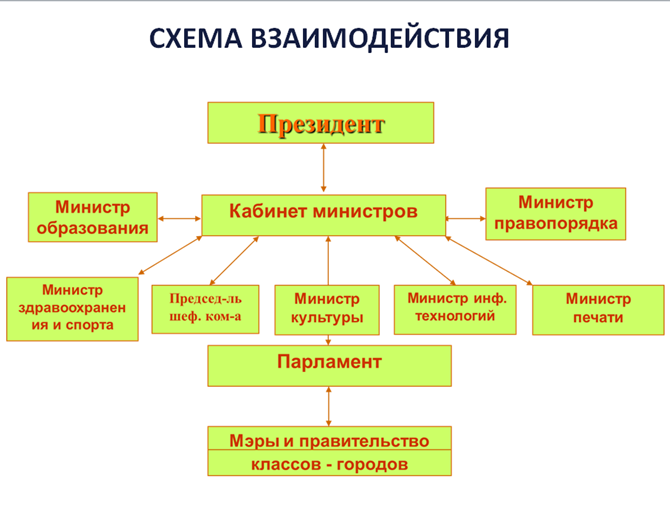 СХЕМА ВЗАИМОДЕЙСТВИЯ
Президент
Министр
образования
Кабинет министров
Министр
правопорядка
Министр
здравоохранен
ия и спорта
Председ-ль
шеф. ком-а
Министр
культуры
Министр инф.
технологий
Министр
печати
Парламент
Мэры и правительство
классов - городов